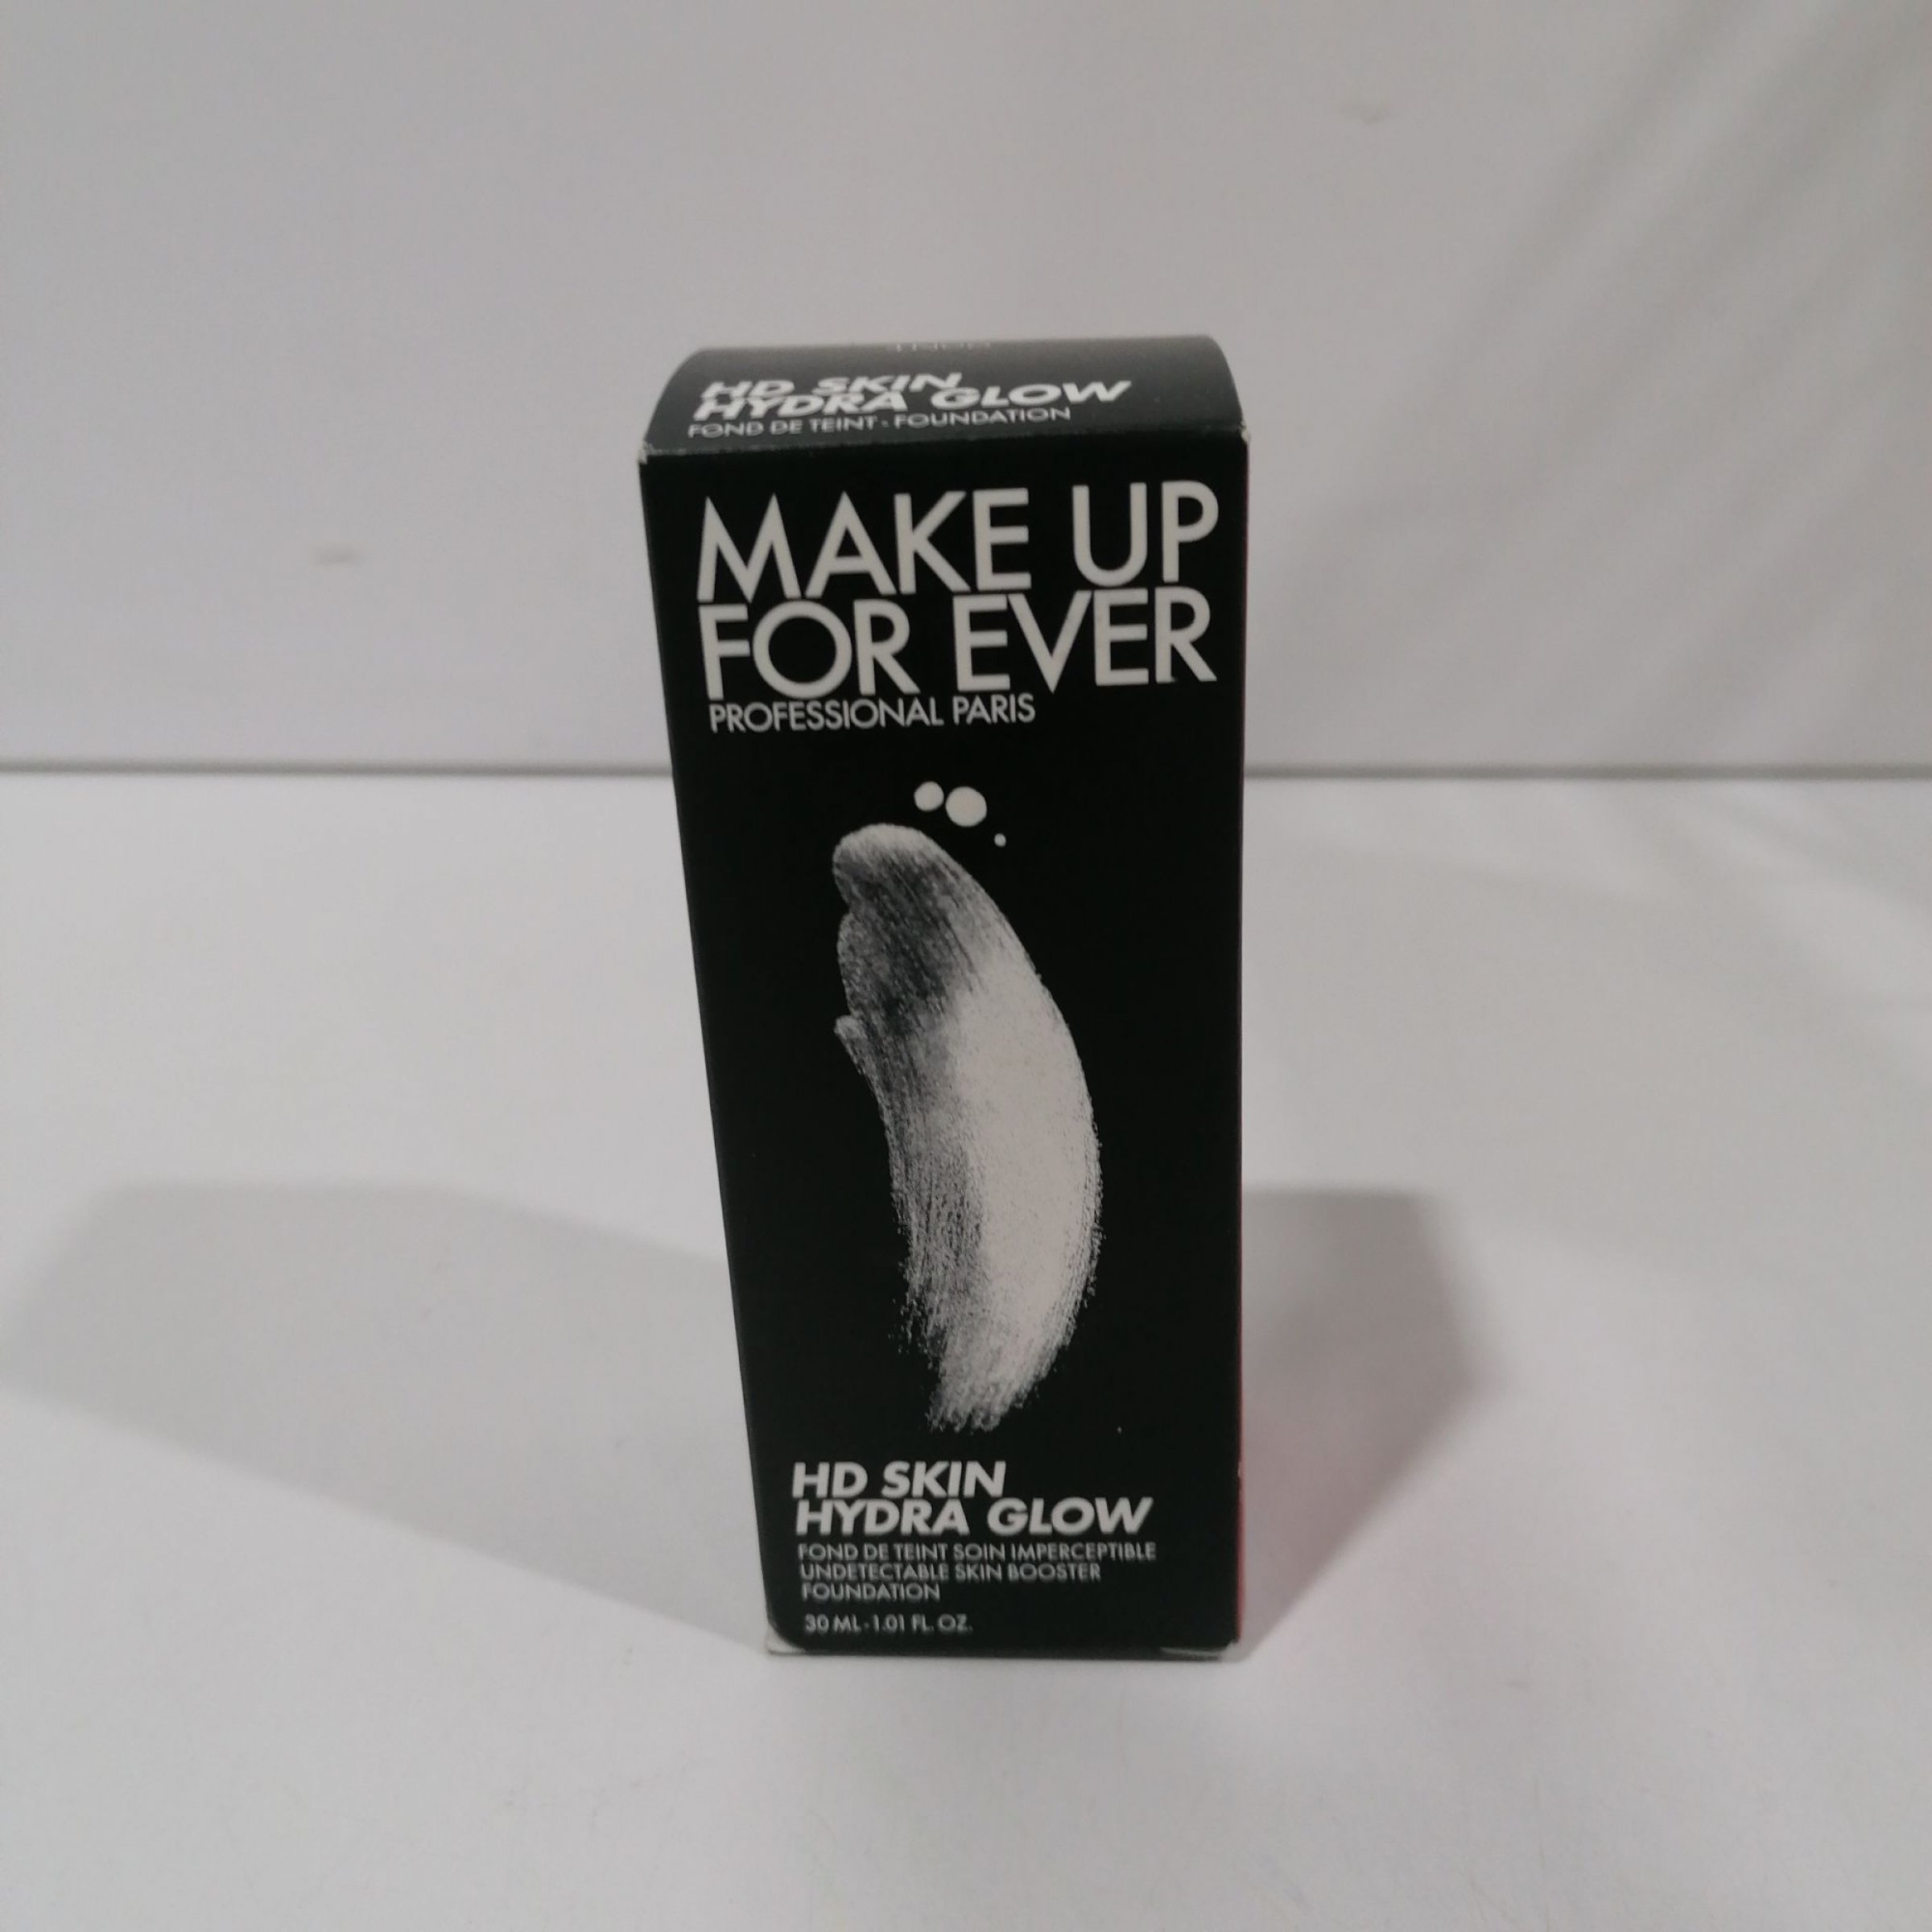 HD SKIN
HYDRA GLOW
FOND DE TEINT • FOUNDATION
MAKE UP
FOR EVER
PROFESSIONAL PARIS
HD SKIN
HYDRA GLOW
FOND DE TEINT SOIN IMPERCEPTIBLE
UNDETECTABLE SKIN BOOSTER
FOUNDATION
30 ML - 1.01 FL. OZ.